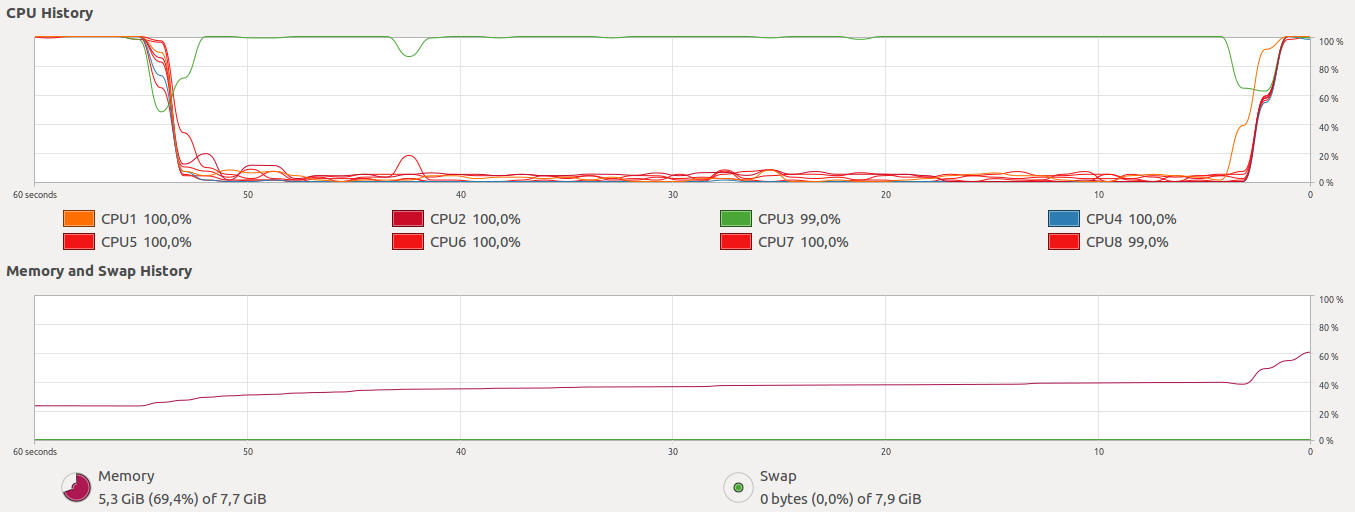 CPU History
100 %
80 %
60 %
40 %
20 %
0 %
60 seconds 50 40 30 20 10 0
CPU1 100,0% CPU2 100,0% CPU3 99,0% CPU4 100,0%
CPU5 100,0% CPU6 100,0% CPU7 100,0% CPU8 99,0%
Memory and Swap History
100 %
80 %
60 %
40 %
20 %
0 %
60 seconds 50 40 30 20 10 0
Memory Swap
5,3 GiB (69,4%) of 7,7 GiB 0 bytes (0,0%) of 7,9 GiB